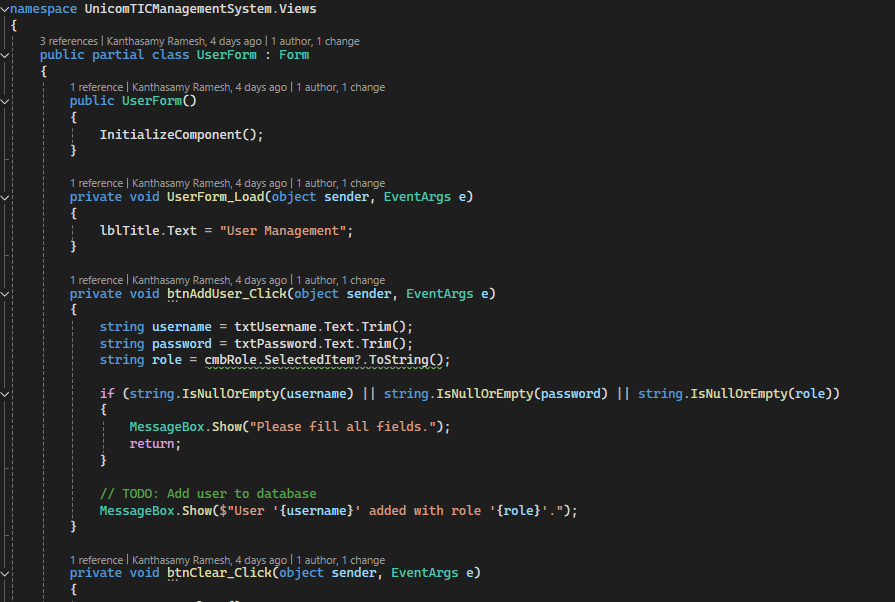 namespace UnicomTICManagementSystem.Views
{
3 references | Kanthasamy Ramesh, 4 days ago | 1 author, 1 change
public partial class UserForm : Form
{
1 reference | Kanthasamy Ramesh, 4 days ago | 1 author, 1 change
public UserForm()
{
InitializeComponent();
}
1 reference | Kanthasamy Ramesh, 4 days ago | 1 author, 1 change
private void UserForm_Load(object sender, EventArgs e)
{
lblTitle.Text = "User Management";
}
1 reference | Kanthasamy Ramesh, 4 days ago | 1 author, 1 change
private void btnAddUser_Click(object sender, EventArgs e)
{
string username = txtUsername.Text.Trim();
string password = txtPassword.Text.Trim();
string role = cmbRole.SelectedItem?.ToString();
if (string.IsNullOrEmpty(username) || string.IsNullOrEmpty(password) || string.IsNullOrEmpty(role))
{
MessageBox.Show("Please fill all fields.");
return;
}
// TODO: Add user to database
MessageBox.Show($"User '{username}' added with role '{role}'.");
}
1 reference | Kanthasamy Ramesh, 4 days ago | 1 author, 1 change
private void btnClear_Click(object sender, EventArgs e)
{